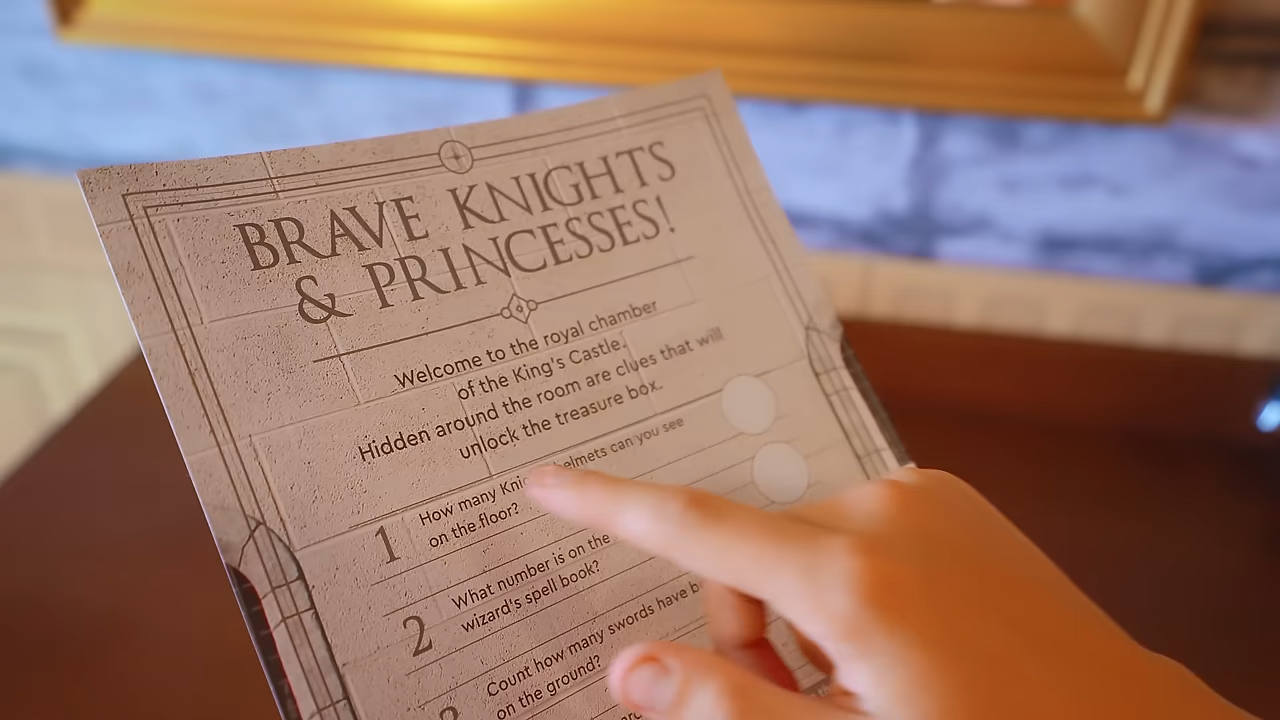 BRAVE KNIGHTS
& PRINCESSES!
Welcome to the royal chamber
of the King's Castle.
Hidden around the room are clues that will
unlock the treasure box.
1
How many Knig elmets can you see
on the floor?
2
What number is on the
wizard's spell book?
Count how many swords have b
on the ground?